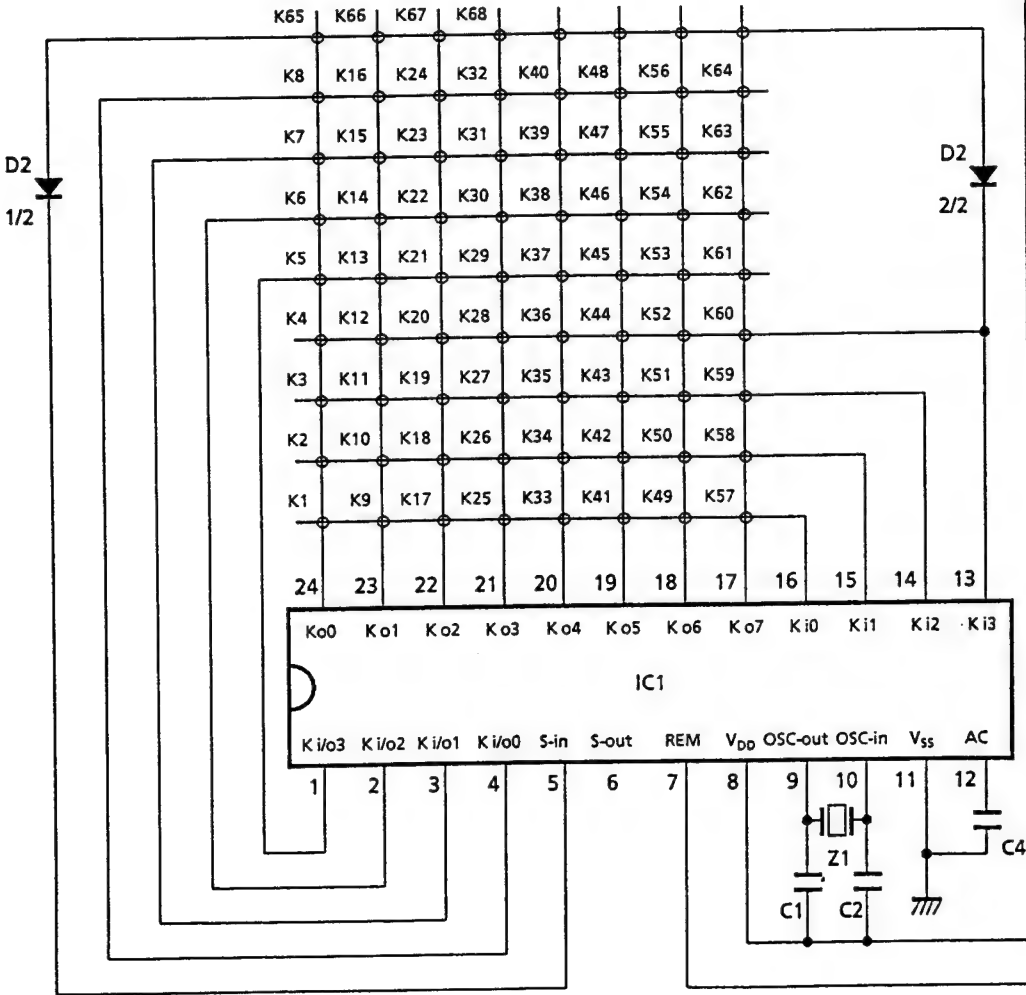 K65 K66 K67 K68
K8 K16 K24 K32 K40 K48 K56 K64
K7 K15 K23 K31 K39 K47 K55 K63
D2
1/2
D2
2/2
K6 K14 K22 K30 K38 K46 K54 K62
K5 K13 K21 K29 K37 K45 K53 K61
K4 K12 K20 K28 K36 K44 K52 K60
K3 K11 K19 K27 K35 K43 K51 K59
K2 K10 K18 K26 K34 K42 K50 K58
K1 K9 K17 K25 K33 K41 K49 K57
24 23 22 21 20 19 18 17 16 15 14 13
Ko0 Ko1 Ko2 Ko3 Ko4 Ko5 Ko6 Ko7 Ki0 Ki1 Ki2 Ki3
IC1
Ki/o3 Ki/o2 Ki/o1 Ki/o0 S-in S-out REM VDD OSC-out OSC-in VSS AC
1 2 3 4 5 6 7 8 9 10 11 12
Z1
C4
C1 C2